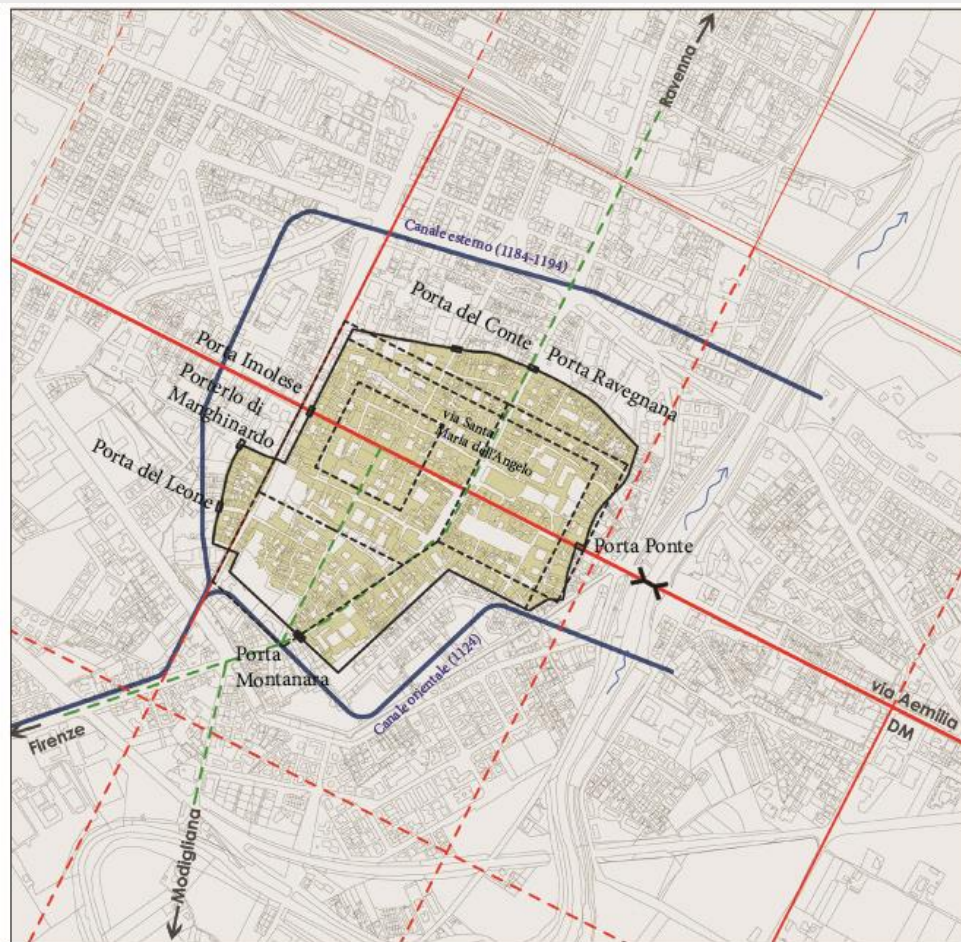 Ravenna
Canale esterno (1184-1194)
Porta del Conte
Porta Imolese
Porta Ravegnana
Porterlo di
Manghinardo
via Santa
Maria dell'Angelo
Porta del Leone
Porta Ponte
Porta
Montanara
Canale orientale (1124)
via Aemilia
DM
Firenze
Modigliana